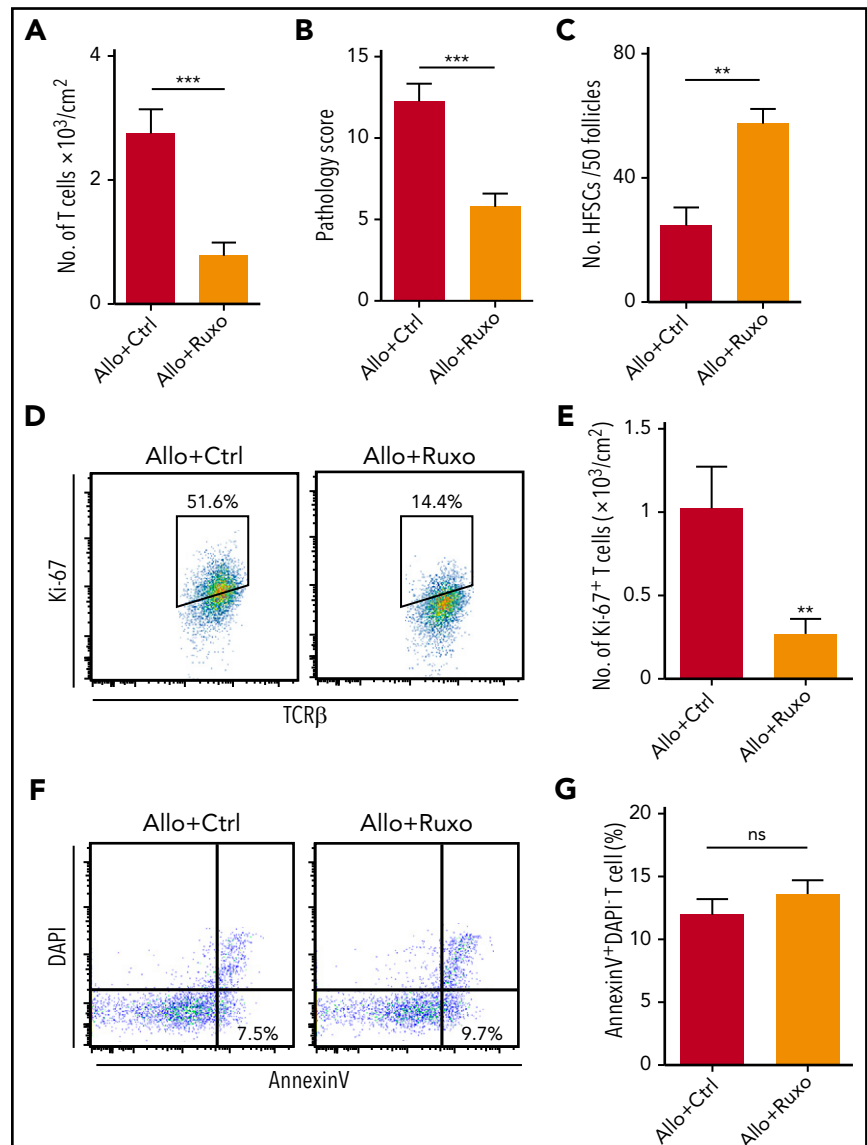 A
No. of T cells ×10³/cm²
4
2
0
***
Allo+Ctrl
Allo+Ruxo
B
Pathology score
15
10
5
0
***
Allo+Ctrl
Allo+Ruxo
C
No. HFSCs /50 follicles
80
40
0
**
Allo+Ctrl
Allo+Ruxo
D
Allo+Ctrl
Allo+Ruxo
51.6%
14.4%
Ki-67
TCRβ
E
No. of Ki-67⁺ T cells (×10³/cm²)
1.5
1
0.5
0
**
Allo+Ctrl
Allo+Ruxo
F
Allo+Ctrl
Allo+Ruxo
DAPI
7.5%
9.7%
AnnexinV
G
AnnexinV⁺DAPI⁻T cell (%)
20
15
10
15
0
ns
Allo+Ctrl
Allo+Ruxo